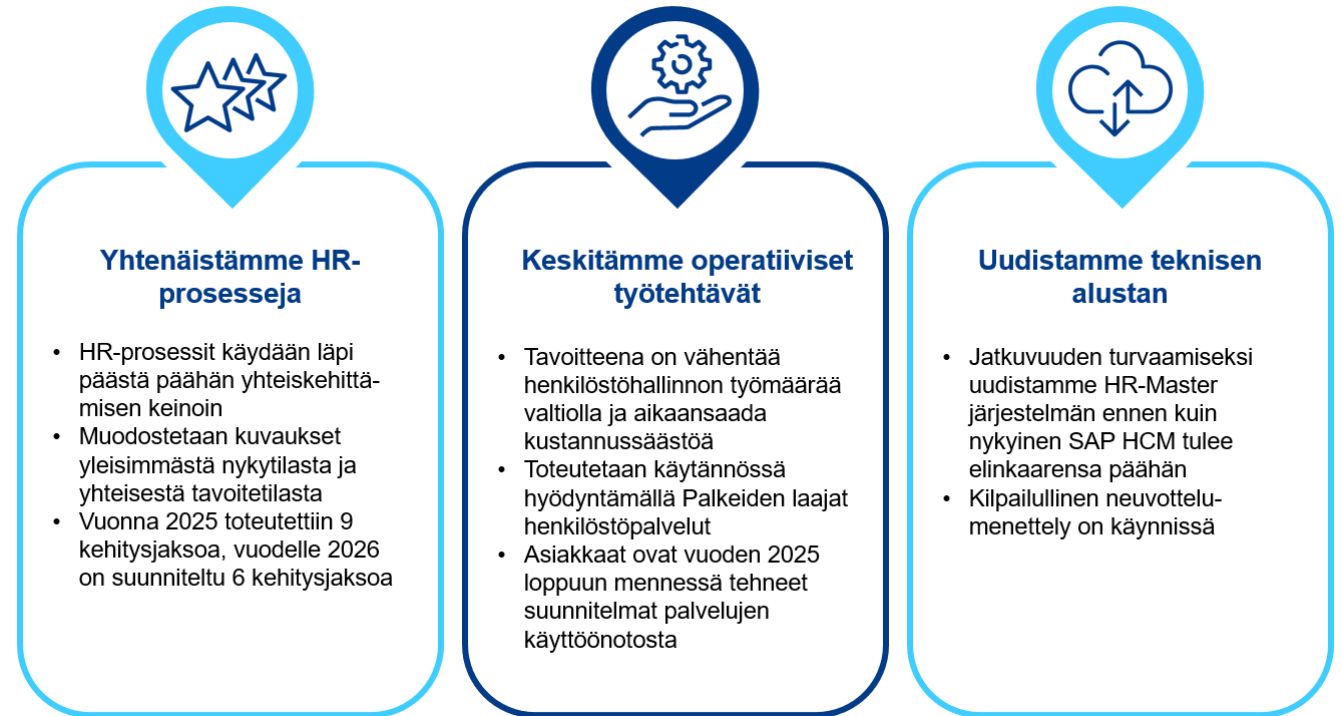 Yhtenäistämme HR-
prosesseja
• HR-prosessit käydään läpi
päästä päähän yhteiskehittä-
misen keinoin
• Muodostetaan kuvaukset
yleisimmästä nykytilasta ja
yhteisestä tavoitetilasta
• Vuonna 2025 toteutettiin 9
kehitysjaksoa, vuodelle 2026
on suunniteltu 6 kehitysjaksoa
Keskitämme operatiiviset
työtehtävät
• Tavoitteena on vähentää
henkilöstöhallinnon työmäärää
valtiolla ja aikaansaada
kustannussäästöä
• Toteutetaan käytännössä
hyödyntämällä Palkeiden laajat
henkilöstöpalvelut
• Asiakkaat ovat vuoden 2025
loppuun mennessä tehneet
suunnitelmat palvelujen
käyttöönotosta
Uudistamme teknisen
alustan
• Jatkuvuuden turvaamiseksi
uudistamme HR-Master
järjestelmän ennen kuin
nykyinen SAP HCM tulee
elinkaarensa päähän
• Kilpailullinen neuvottelu-
menettely on käynnissä